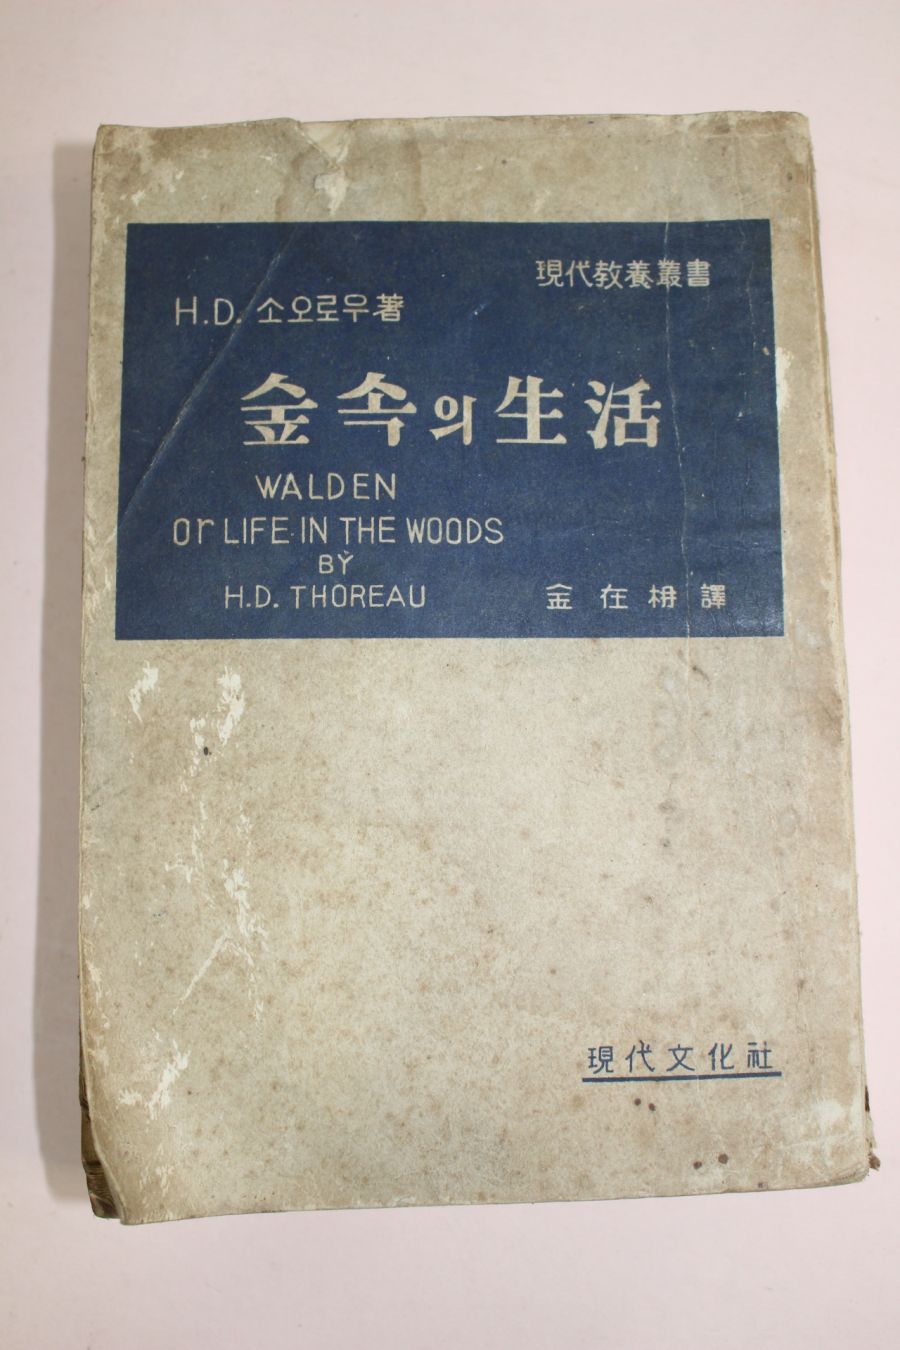 現代教養叢書
H.D. 소오로우著
숲속의生活
WALDEN
Or LIFE IN THE WOODS
BY
H.D. THOREAU
金在枬譯
現代文化社